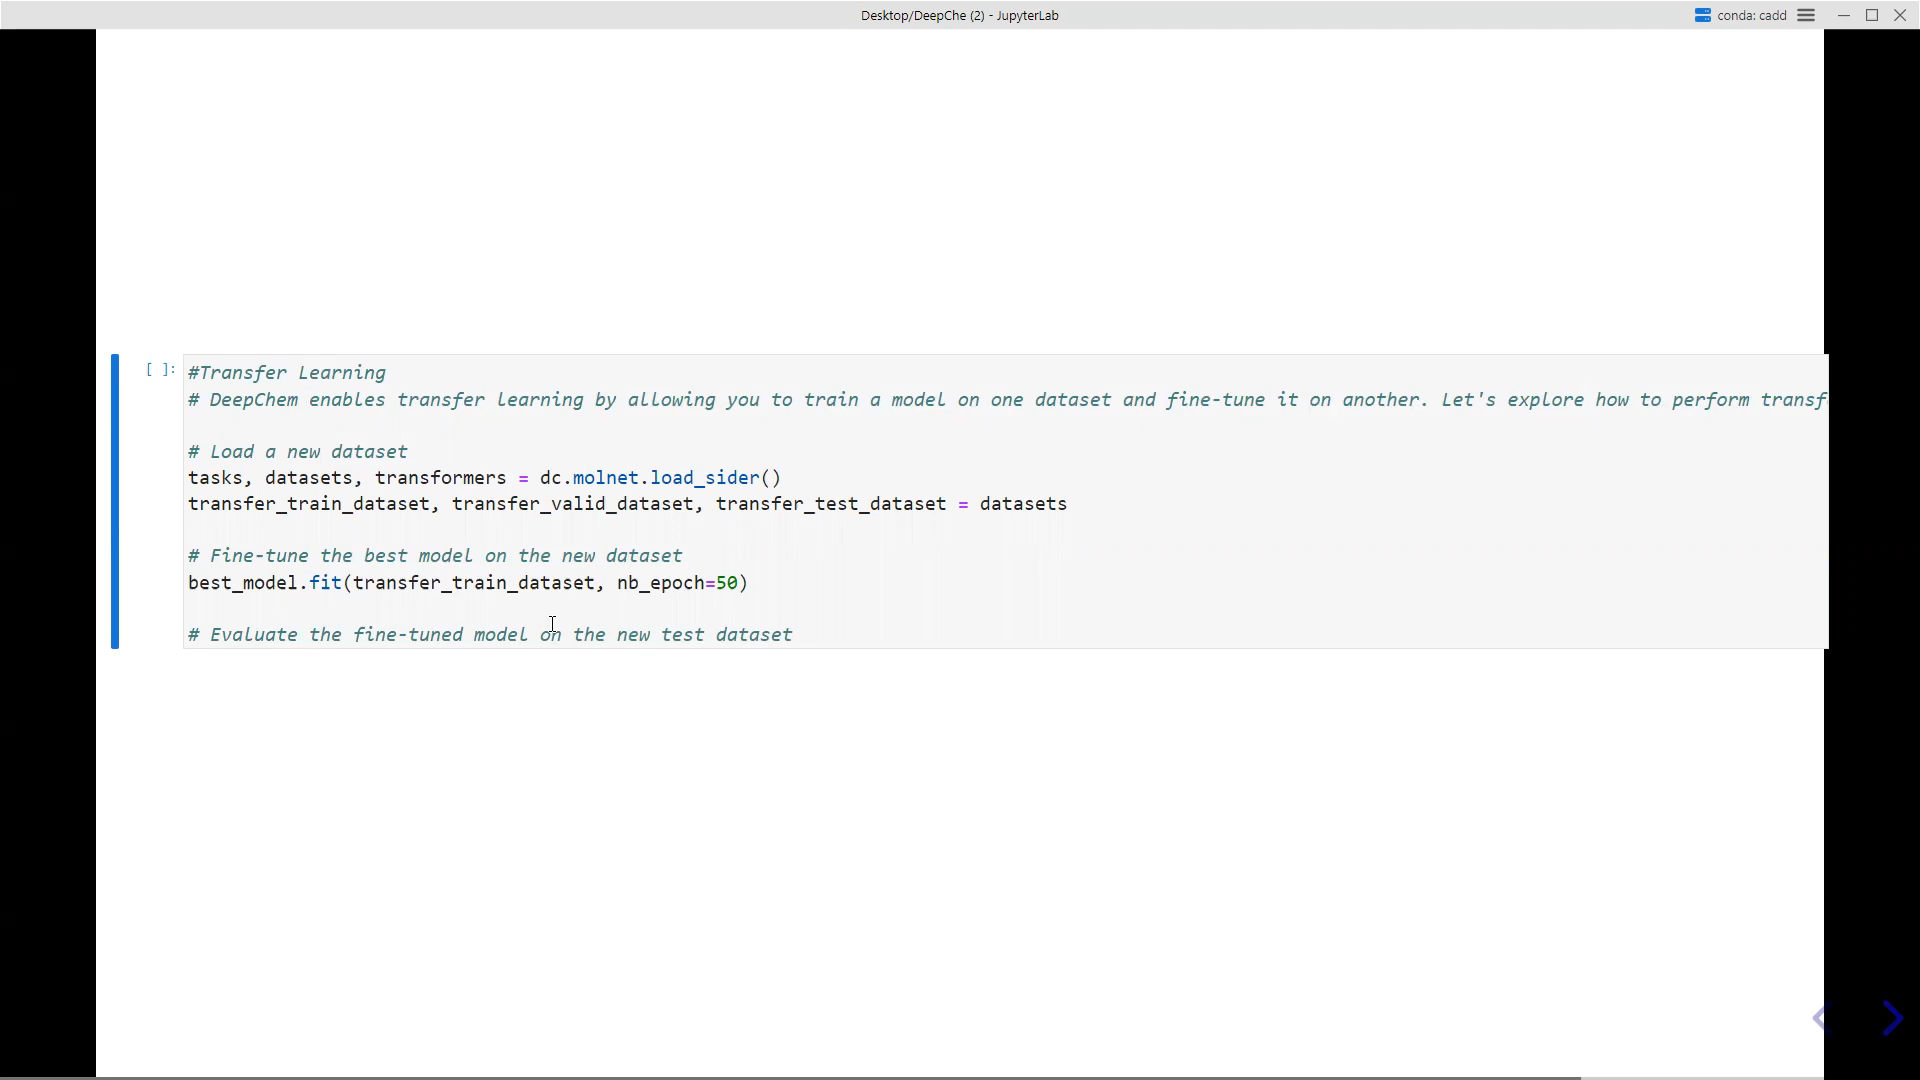 Desktop/DeepChe (2) - JupyterLab
conda: cadd
[ ]:
#Transfer Learning
# DeepChem enables transfer learning by allowing you to train a model on one dataset and fine-tune it on another. Let's explore how to perform transf
# Load a new dataset
tasks, datasets, transformers = dc.molnet.load_sider()
transfer_train_dataset, transfer_valid_dataset, transfer_test_dataset = datasets
# Fine-tune the best model on the new dataset
best_model.fit(transfer_train_dataset, nb_epoch=50)
# Evaluate the fine-tuned model on the new test dataset